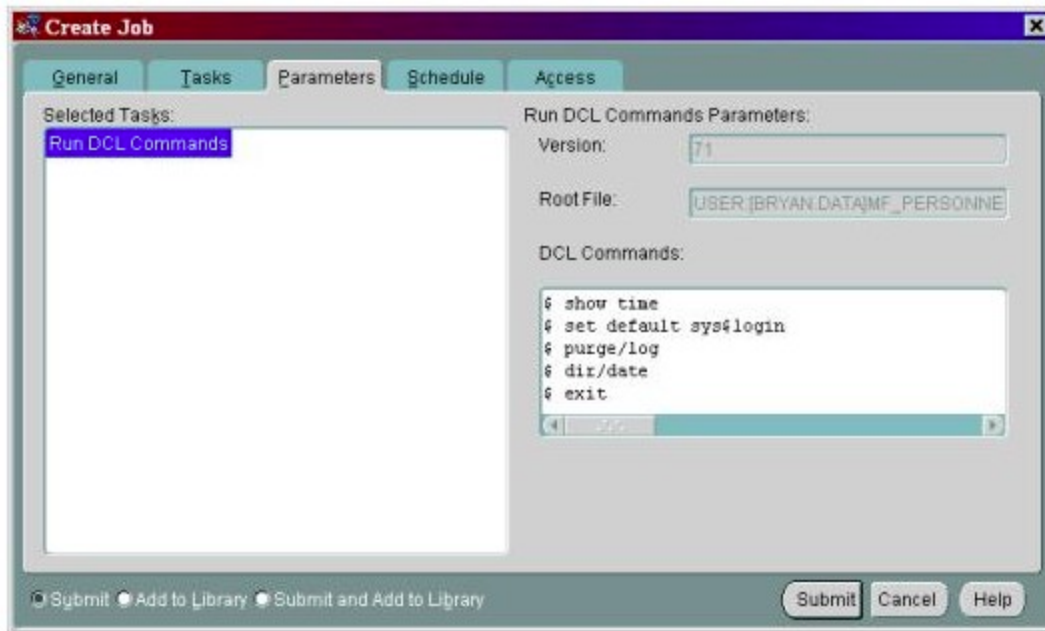 Create Job
General Tasks Parameters Schedule Access
Selected Tasks:
Run DCL Commands
Run DCL Commands Parameters:
Version: 71
Root File: USER:[BRYAN.DATA]MF_PERSONNE
DCL Commands:
$ show time
$ set default sys$login
$ purge/log
$ dir/date
$ exit
Submit Add to Library Submit and Add to Library
Submit Cancel Help